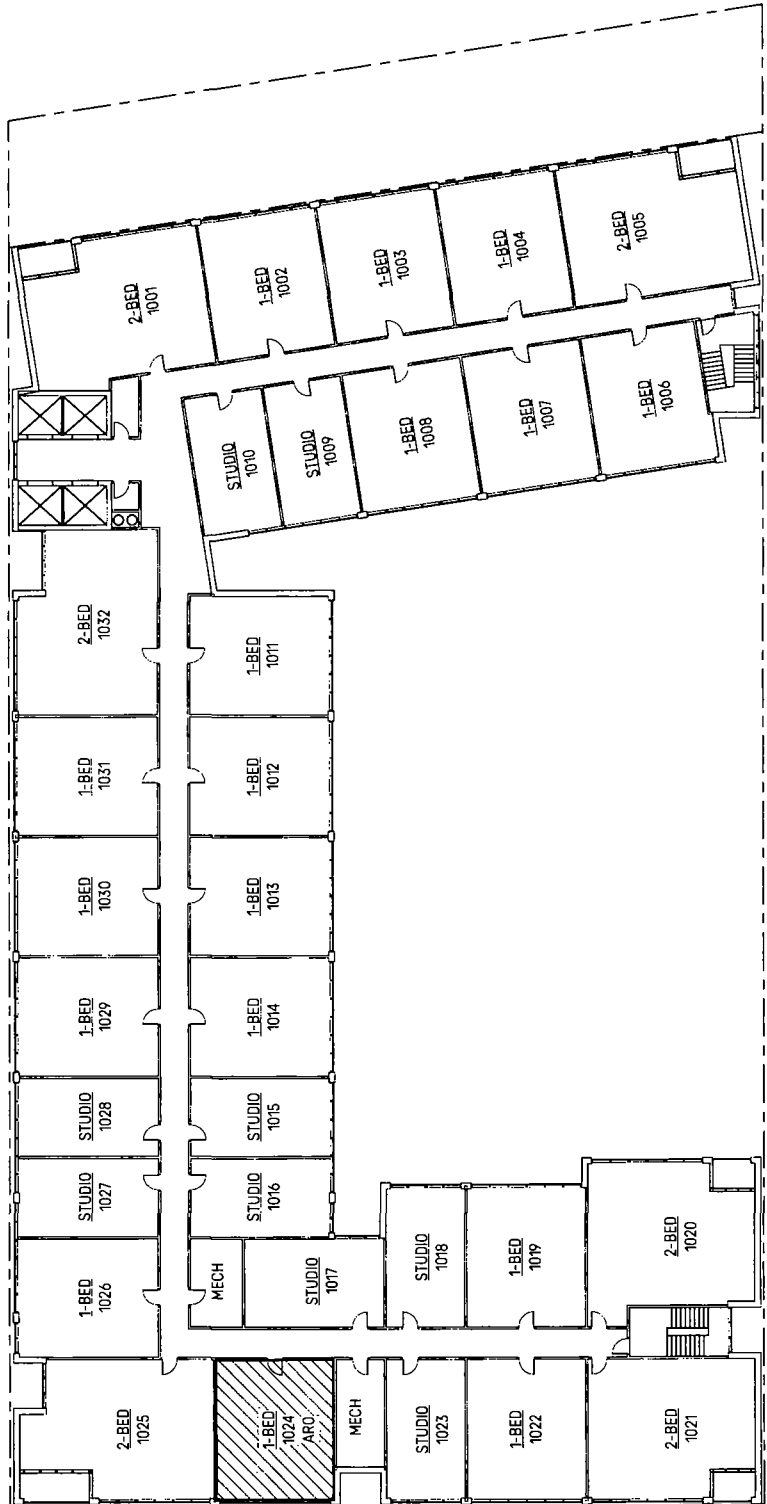 2-BED
1001
1-BED
1002
1-BED
1003
1-BED
1004
2-BED
1005
STUDIO
1010
STUDIO
1009
1-BED
1008
1-BED
1007
1-BED
1006
2-BED
1032
1-BED
1011
1-BED
1031
1-BED
1012
1-BED
1030
1-BED
1013
1-BED
1029
1-BED
1014
STUDIO
1028
STUDIO
1015
STUDIO
1027
STUDIO
1016
1-BED
1026
MECH
STUDIO
1017
STUDIO
1018
1-BED
1019
2-BED
1020
2-BED
1025
1-BED
1024
ARO
MECH
STUDIO
1023
1-BED
1022
2-BED
1021